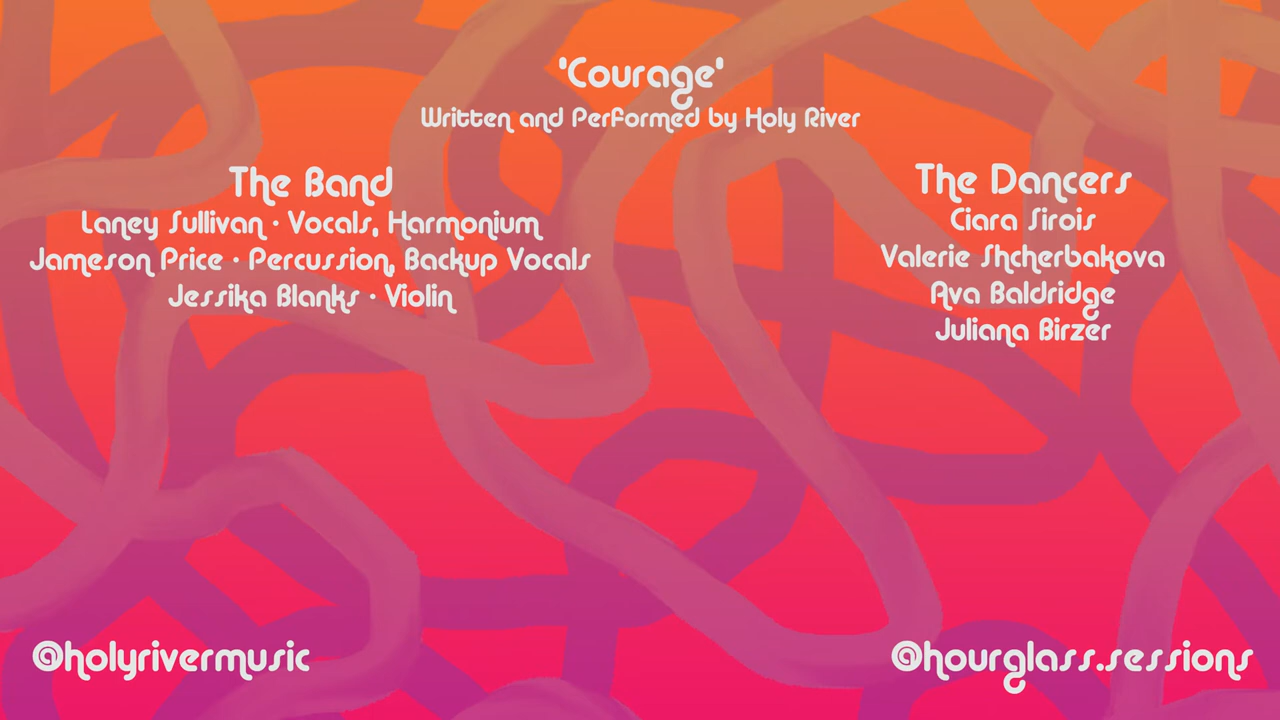 'Courage'
Written and Performed by Holy River
The Band
Laney Sullivan · Vocals, Harmonium
Jameson Price · Percussion, Backup Vocals
Jessika Blanks · Violin
The Dancers
Ciara Sirois
Valerie Shcherbakova
Ava Baldridge
Juliana Birzer
@holyrivermusic
@hourglass.sessions